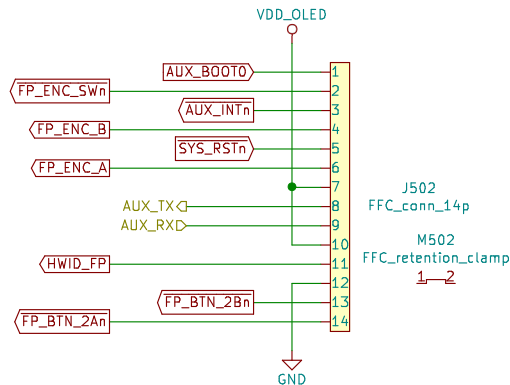 VDD_OLED
AUX_BOOT0 1
FP_ENC_SWn 2
AUX_INTn 3
FP_ENC_B 4
SYS_RSTn 5
FP_ENC_A 6
7
J502
AUX_TX 8
FFC_conn_14p
AUX_RX 9
10
M502
HWID_FP 11
FFC_retention_clamp
12
1 2
FP_BTN_2Bn 13
FP_BTN_2An 14
GND